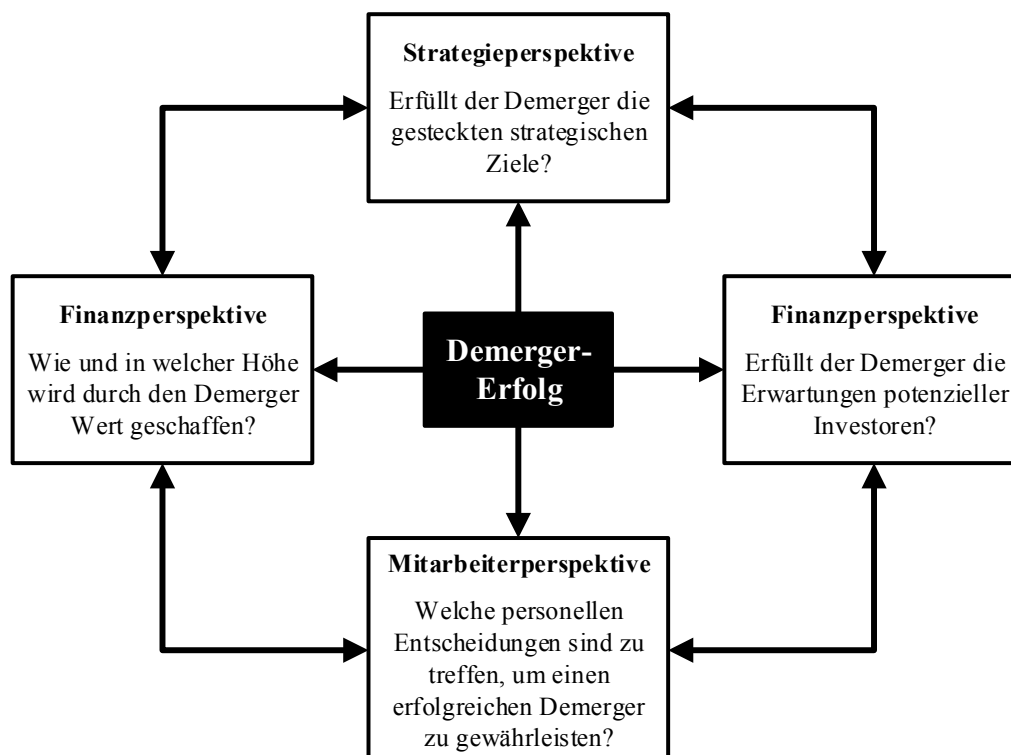 Strategieperspektive
Erfüllt der Demerger die
gesteckten strategischen
Ziele?
Finanzperspektive
Wie und in welcher Höhe
wird durch den Demerger
Wert geschaffen?
Demerger-
Erfolg
Finanzperspektive
Erfüllt der Demerger die
Erwartungen potenzieller
Investoren?
Mitarbeiterperspektive
Welche personellen
Entscheidungen sind zu
treffen, um einen
erfolgreichen Demerger
zu gewährleisten?